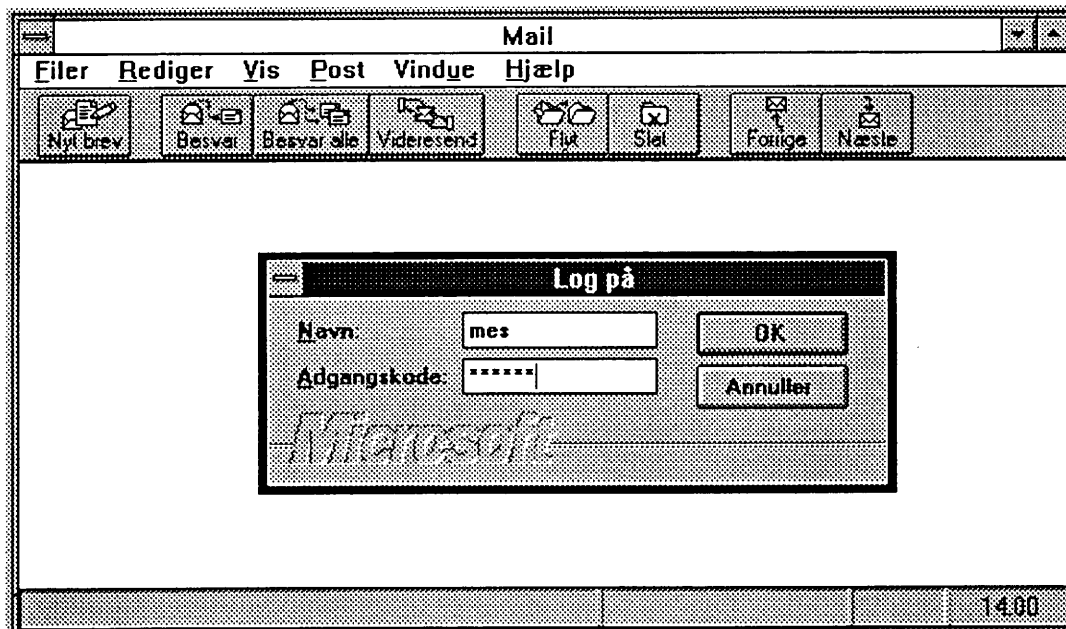 Mail
Filer Rediger Vis Post Vindue Hjælp
Nyt brev Besvar Besvar alle Videresend Flyt Slet Forrige Næste
Log på
Navn: mes OK
Adgangskode: ****** Annuller
Microsoft
14.00